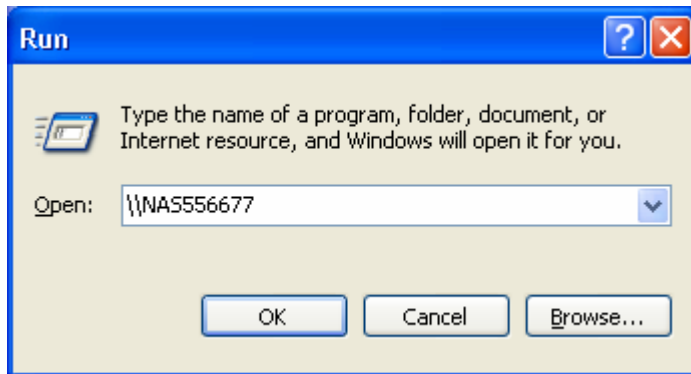 Run
Type the name of a program, folder, document, or
Internet resource, and Windows will open it for you.
Open: \\NAS556677
OK Cancel Browse...